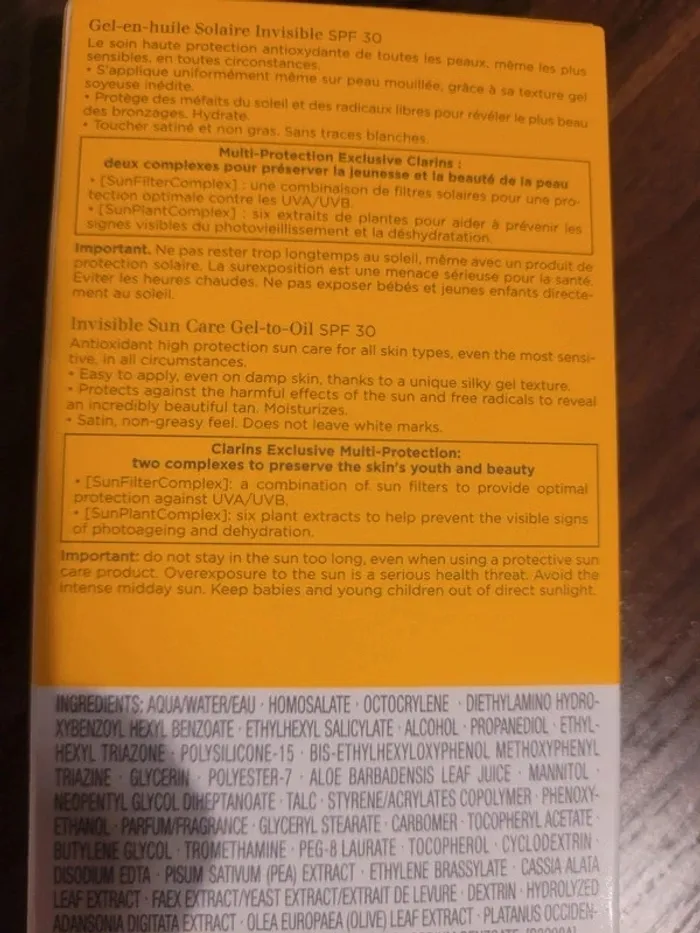 Gel-en-huile Solaire Invisible SPF 30
Le soin haute protection antioxydante de toutes les peaux, même les plus
sensibles, en toutes circonstances.
• S'applique uniformément même sur peau mouillée, grâce à sa texture gel
soyeuse inédite.
• Protège des méfaits du soleil et des radicaux libres pour révéler le plus beau
des bronzages. Hydrate.
• Toucher satiné et non gras. Sans traces blanches.
Multi-Protection Exclusive Clarins :
deux complexes pour préserver la jeunesse et la beauté de la peau
• [SunFilterComplex] : une combinaison de filtres solaires pour une pro-
tection optimale contre les UVA/UVB.
• [SunPlantComplex] : six extraits de plantes pour aider à prévenir les
signes visibles du photovieillissement et la déshydratation.
Important. Ne pas rester trop longtemps au soleil, même avec un produit de
protection solaire. La surexposition est une menace sérieuse pour la santé.
Eviter les heures chaudes. Ne pas exposer bébés et jeunes enfants directe-
ment au soleil.
Invisible Sun Care Gel-to-Oil SPF 30
Antioxidant high protection sun care for all skin types, even the most sensi-
tive, in all circumstances.
• Easy to apply, even on damp skin, thanks to a unique silky gel texture.
• Protects against the harmful effects of the sun and free radicals to reveal
an incredibly beautiful tan. Moisturizes.
• Satin, non-greasy feel. Does not leave white marks.
Clarins Exclusive Multi-Protection:
two complexes to preserve the skin's youth and beauty
• [SunFilterComplex]: a combination of sun filters to provide optimal
protection against UVA/UVB.
• [SunPlantComplex]: six plant extracts to help prevent the visible signs
of photoageing and dehydration.
Important: do not stay in the sun too long, even when using a protective sun
care product. Overexposure to the sun is a serious health threat. Avoid the
intense midday sun. Keep babies and young children out of direct sunlight.
INGREDIENTS: AQUA/WATER/EAU · HOMOSALATE · OCTOCRYLENE · DIETHYLAMINO HYDRO-
XYBENZOYL HEXYL BENZOATE · ETHYLHEXYL SALICYLATE · ALCOHOL · PROPANEDIOL · ETHYL-
HEXYL TRIAZONE · POLYSILICONE-15 · BIS-ETHYLHEXYLOXYPHENOL METHOXYPHENYL
TRIAZINE · GLYCERIN · POLYESTER-7 · ALOE BARBADENSIS LEAF JUICE · MANNITOL ·
NEOPENTYL GLYCOL DIHEPTANOATE · TALC · STYRENE/ACRYLATES COPOLYMER · PHENOXY-
ETHANOL · PARFUM/FRAGRANCE · GLYCERYL STEARATE · CARBOMER · TOCOPHERYL ACETATE ·
BUTYLENE GLYCOL · TROMETHAMINE · PEG-8 LAURATE · TOCOPHEROL · CYCLODEXTRIN ·
DISODIUM EDTA · PISUM SATIVUM (PEA) EXTRACT · ETHYLENE BRASSYLATE · CASSIA ALATA
LEAF EXTRACT · FAEX EXTRACT/YEAST EXTRACT/EXTRAIT DE LEVURE · DEXTRIN · HYDROLYZED
ADANSONIA DIGITATA EXTRACT · OLEA EUROPAEA (OLIVE) LEAF EXTRACT · PLATANUS OCCIDEN-